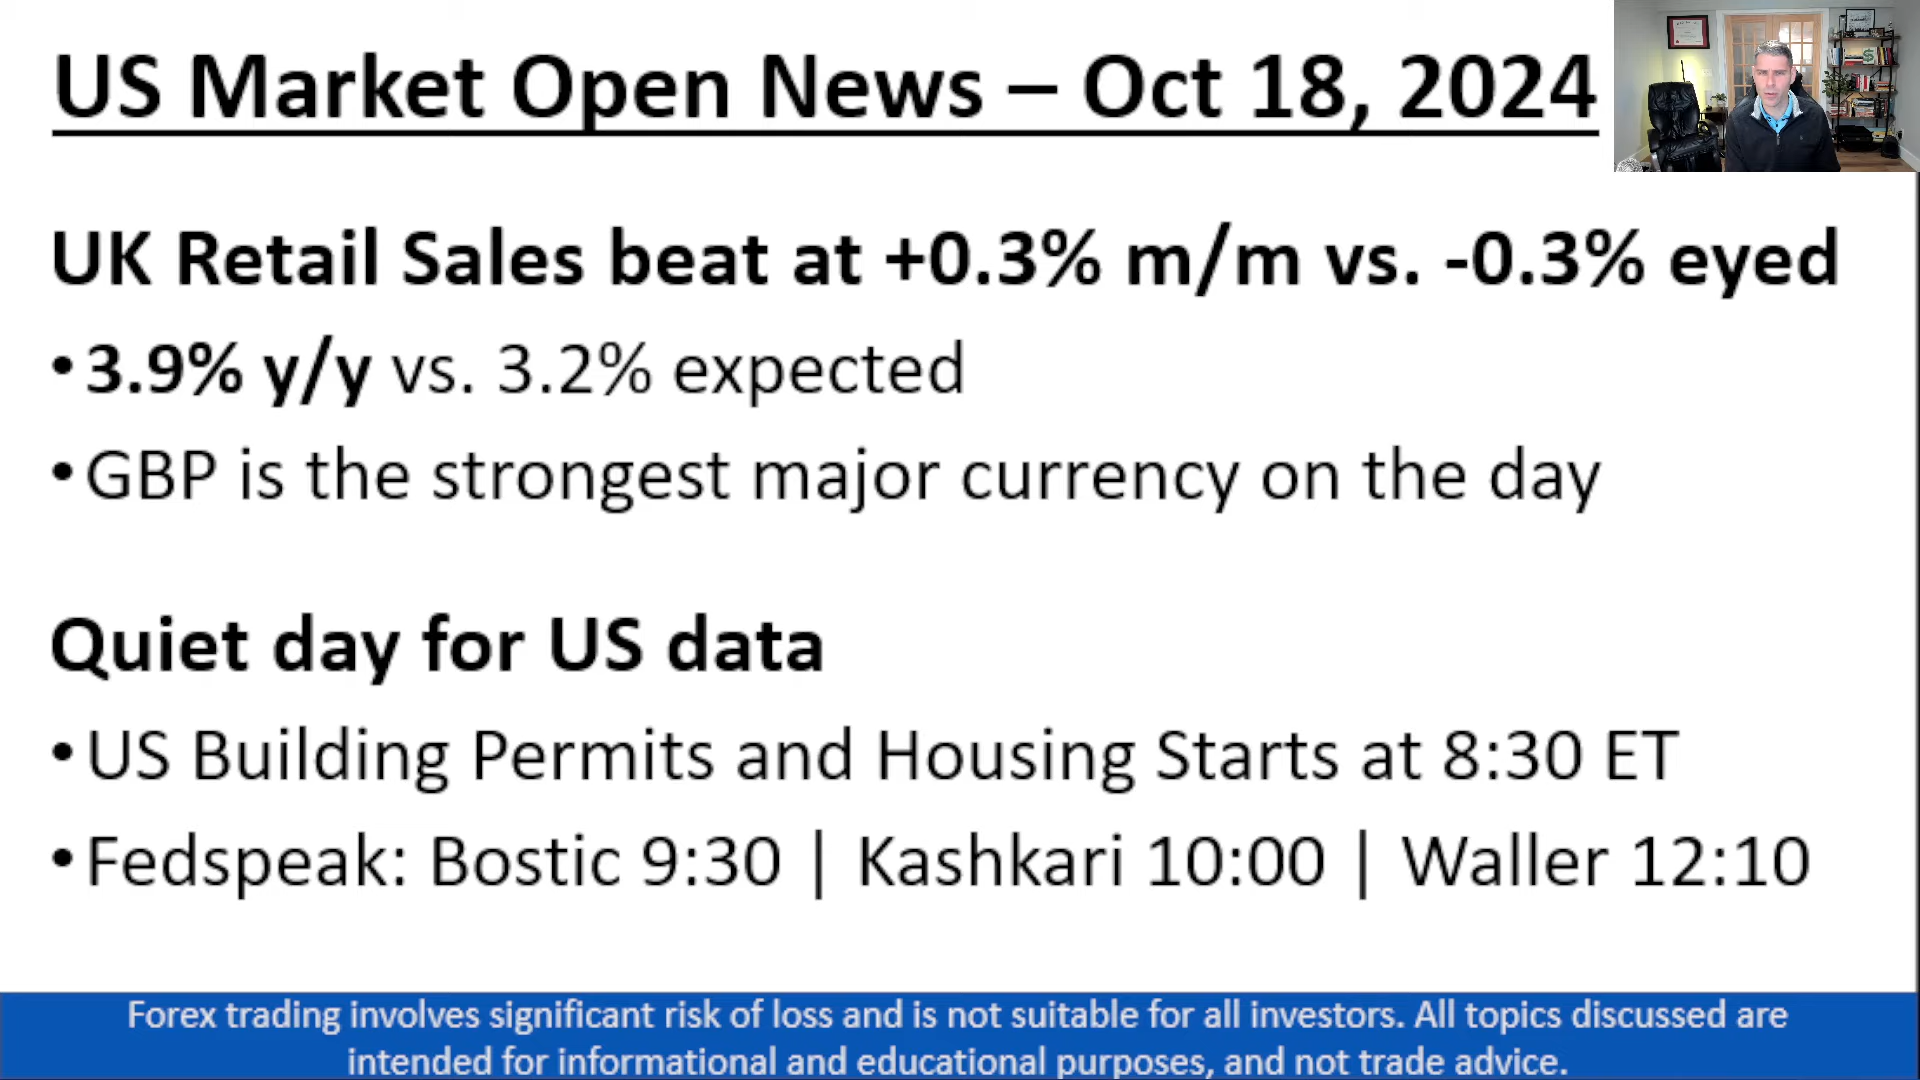 US Market Open News – Oct 18, 2024
UK Retail Sales beat at +0.3% m/m vs. -0.3% eyed
• 3.9% y/y vs. 3.2% expected
• GBP is the strongest major currency on the day
Quiet day for US data
• US Building Permits and Housing Starts at 8:30 ET
• Fedspeak: Bostic 9:30 | Kashkari 10:00 | Waller 12:10
Forex trading involves significant risk of loss and is not suitable for all investors. All topics discussed are
intended for informational and educational purposes, and not trade advice.